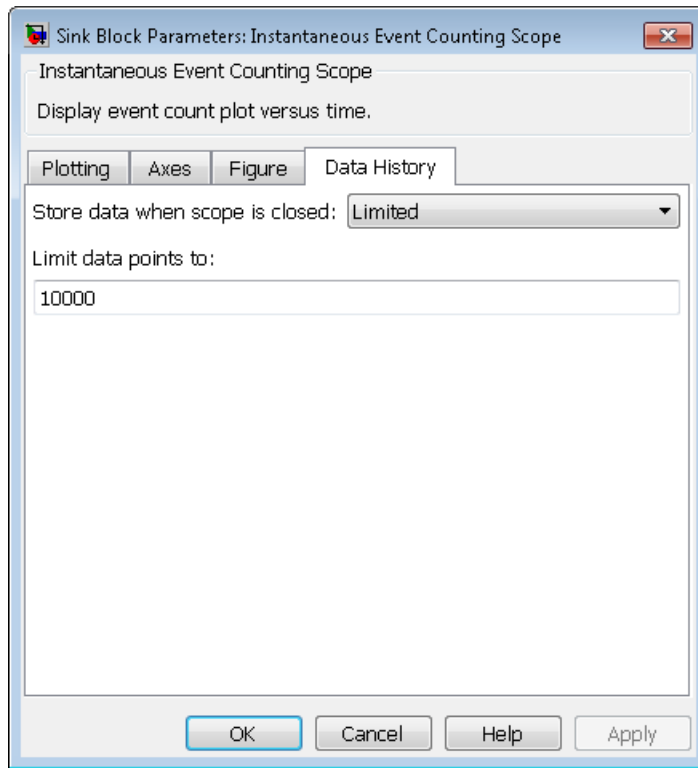 Sink Block Parameters: Instantaneous Event Counting Scope
Instantaneous Event Counting Scope
Display event count plot versus time.
Plotting Axes Figure Data History
Store data when scope is closed: Limited
Limit data points to:
10000
OK Cancel Help Apply